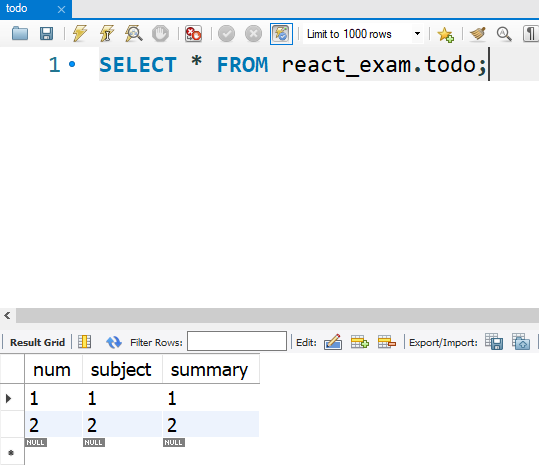 todo
Limit to 1000 rows
1 SELECT * FROM react_exam.todo;
Result Grid Filter Rows: Edit: Export/Import:
num subject summary
1 1 1
2 2 2
NULL NULL NULL